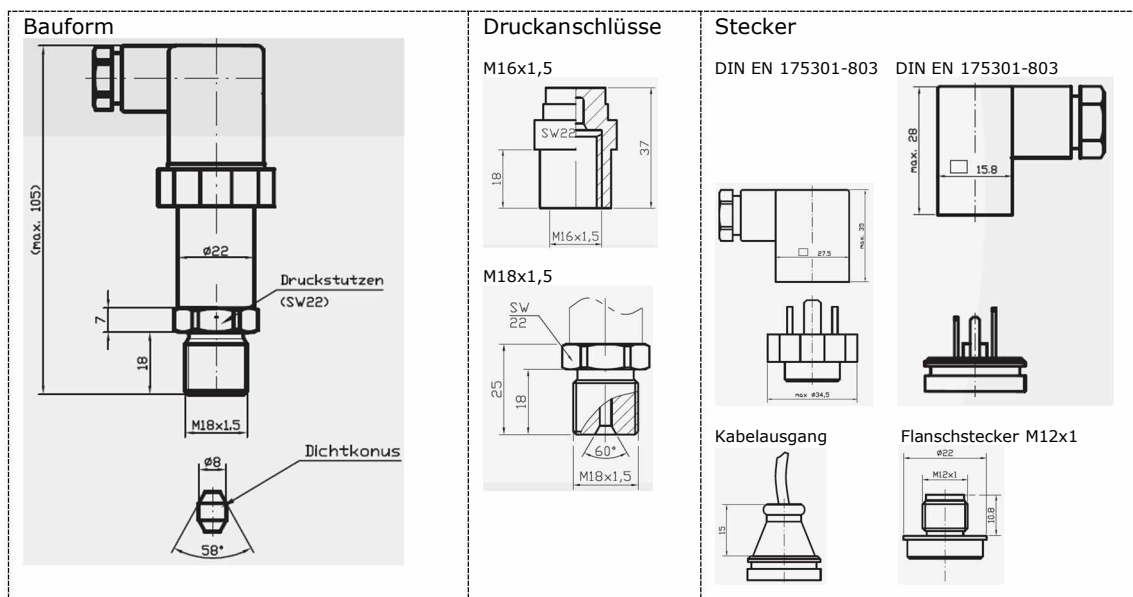 Bauform
(max. 105)
ø22
Druckstutzen
(SW22)
7
18
M18x1,5
Dichtkonus
ø8
58°
Druckanschlüsse
M16x1,5
SW22
18
37
M16x1,5
M18x1,5
SW
22
25
18
60°
M18x1,5
Stecker
DIN EN 175301-803
DIN EN 175301-803
max. 28
15.8
27.5
max. 35
max ø34,5
Kabelausgang
15
Flanschstecker M12x1
ø22
M12x1
10.8